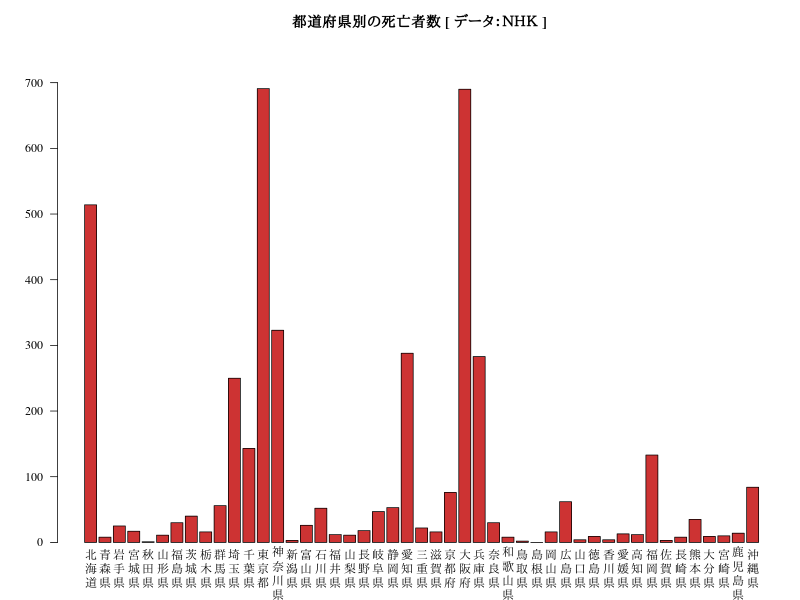 都道府県別の死亡者数 [ データ：NHK ]
700
600
500
400
300
200
100
0
北海道
青森県
岩手県
宮城県
秋田県
山形県
福島県
茨城県
栃木県
群馬県
埼玉県
千葉県
東京都
神奈川県
新潟県
富山県
石川県
福井県
山梨県
長野県
岐阜県
静岡県
愛知県
三重県
滋賀県
京都府
大阪府
兵庫県
奈良県
和歌山県
鳥取県
島根県
岡山県
広島県
山口県
徳島県
香川県
愛媛県
高知県
福岡県
佐賀県
長崎県
熊本県
大分県
宮崎県
鹿児島県
沖縄県